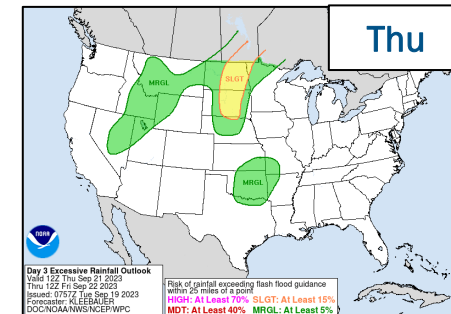 Thu
MRGL
SLGT
MRGL
NOAA
Day 3 Excessive Rainfall Outlook
Valid 12Z Thu Sep 21 2023
Thru 12Z Fri Sep 22 2023
Issued: 0757Z Tue Sep 19 2023
Forecaster: KLEEBAUER
DOC/NOAA/NWS/NCEP/WPC
Risk of rainfall exceeding flash flood guidance
within 25 miles of a point
HIGH: At Least 70% SLGT: At Least 15%
MDT: At Least 40% MRGL: At Least 5%